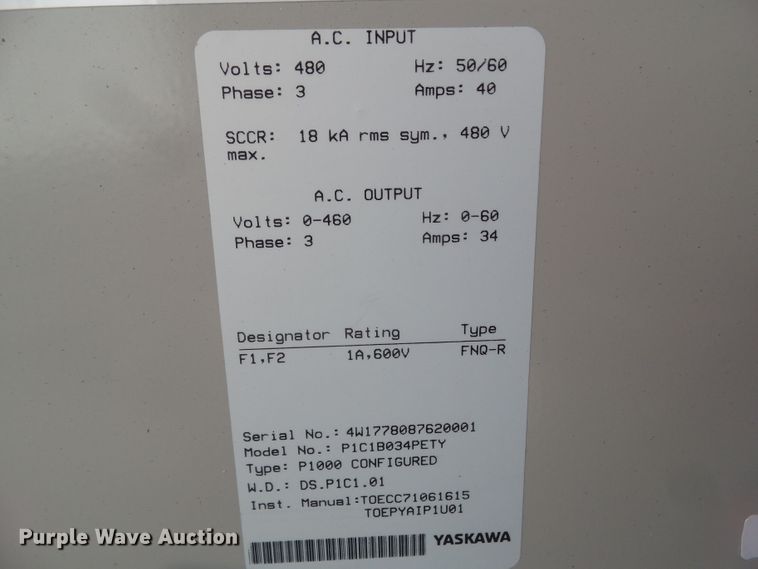 A.C. INPUT
Volts: 480 Hz: 50/60
Phase: 3 Amps: 40
SCCR: 18 kA rms sym., 480 V
max.
A.C. OUTPUT
Volts: 0-460 Hz: 0-60
Phase: 3 Amps: 34
Designator Rating Type
F1,F2 1A,600V FNQ-R
Serial No.: 4W1778087620001
Model No.: P1C1B034PETY
Type: P1000 CONFIGURED
W.D.: DS.P1C1.01
Inst. Manual:TOECC71061615
TOEPYAIP1U01
YASKAWA
Purple Wave Auction